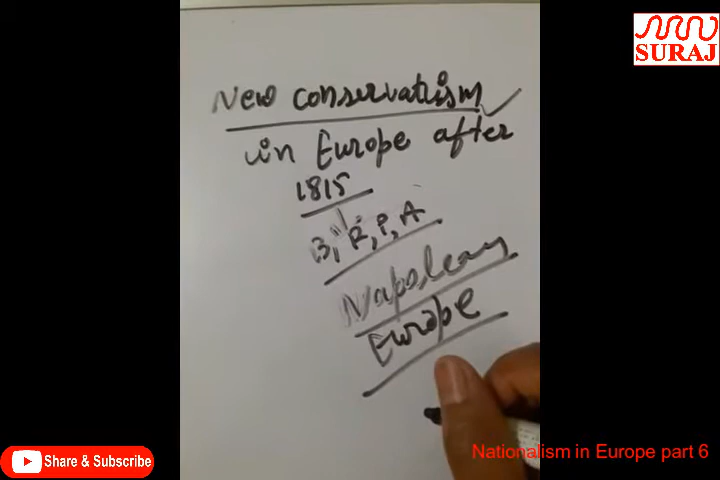 SURAJ
New conservatism
in Europe after
1815
B, R, P, A
Napoleon
Europe
Share & Subscribe
Nationalism in Europe part 6